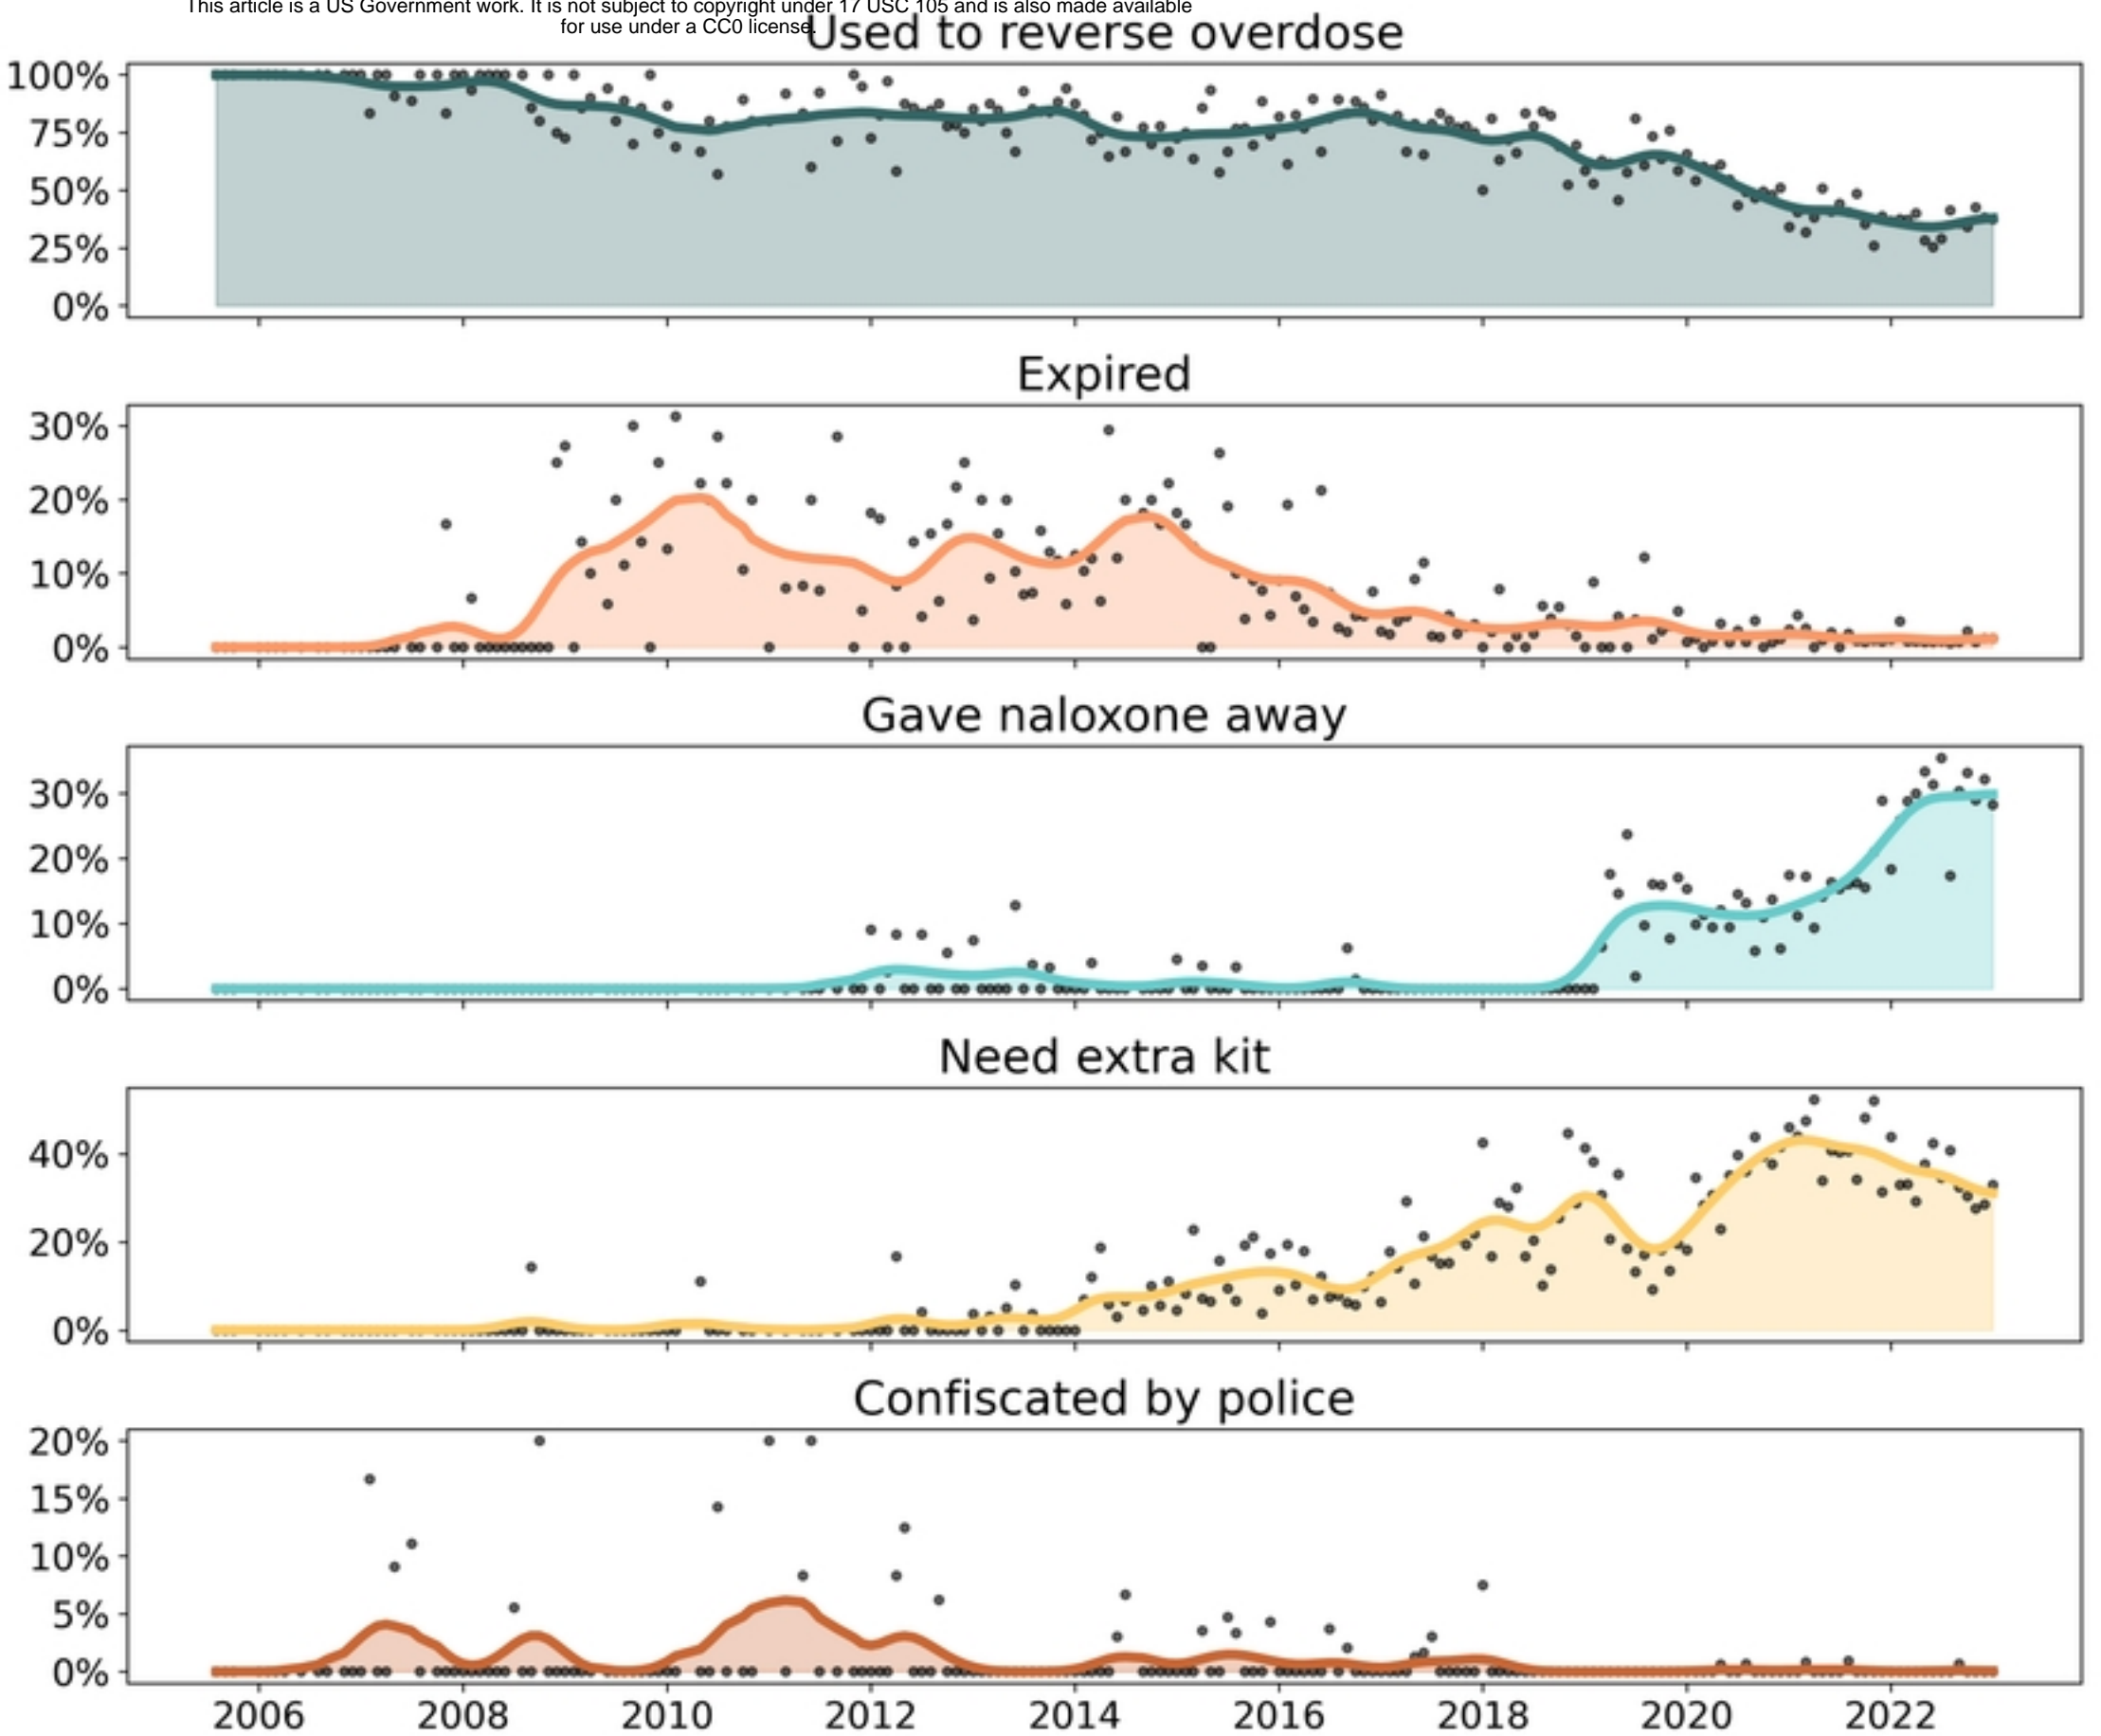 This article is a US Government work. It is not subject to copyright under 17 USC 105 and is also made available
for use under a CC0 license.
Used to reverse overdose
100%
75%
50%
25%
0%
Expired
30%
20%
10%
0%
Gave naloxone away
30%
20%
10%
0%
Need extra kit
40%
20%
0%
Confiscated by police
20%
15%
10%
5%
0%
2006 2008 2010 2012 2014 2016 2018 2020 2022